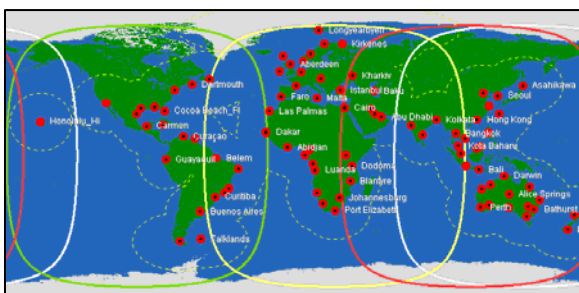 Longyearbyen
Kirkenes
Aberdeen
Kharkiv
Asahikawa
Dartmouth
Istanbul
Baku
Seoul
Faro
Malta
Cocoa Beach_Fl
Las Palmas
Cairo
Abu Dhabi
Kolkata
Hong Kong
Honolulu_HI
Carmen
Curaçao
Dakar
Bangkok
Kota Baharu
Abidjan
Guayaquil
Belem
Dodoma
Bali
Darwin
Luanda
Blantyre
Curitiba
Johannesburg
Alice Springs
Perth
Buenos Aires
Port Elizabeth
Bathurst
Falklands